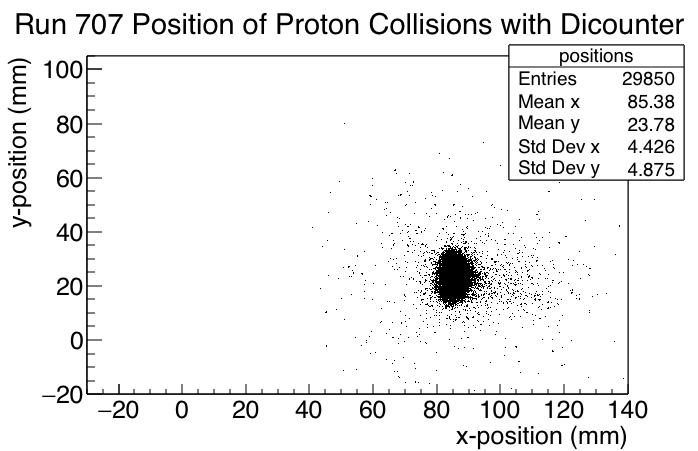 Run 707 Position of Proton Collisions with Dicounter
positions
Entries 29850
Mean x 85.38
Mean y 23.78
Std Dev x 4.426
Std Dev y 4.875
y-position (mm)
100
80
60
40
20
0
−20
−20 0 20 40 60 80 100 120 140
x-position (mm)